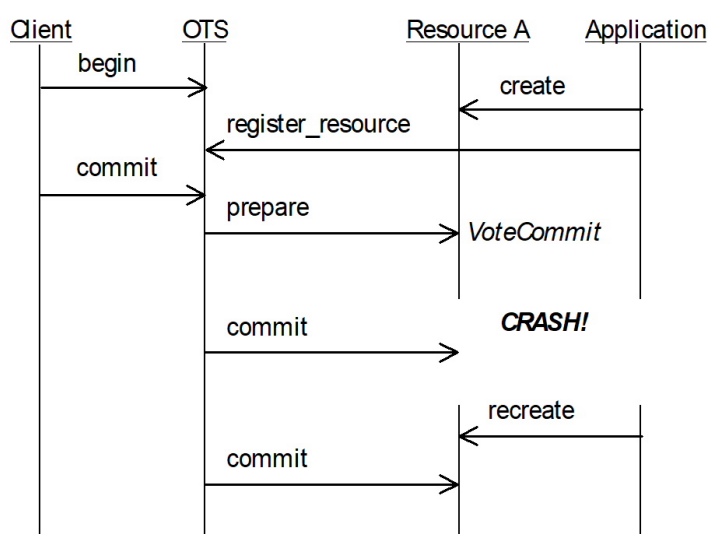 Client OTS Resource A Application
begin
create
register_resource
commit
prepare
VoteCommit
CRASH!
commit
recreate
commit